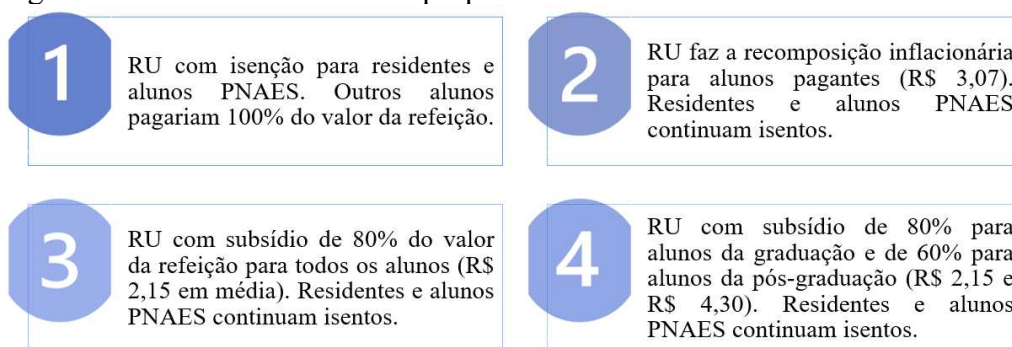 1
RU com isenção para residentes e
alunos PNAES. Outros alunos
pagariam 100% do valor da refeição.
2
RU faz a recomposição inflacionária
para alunos pagantes (R$ 3,07).
Residentes e alunos PNAES
continuam isentos.
3
RU com subsídio de 80% do valor
da refeição para todos os alunos (R$
2,15 em média). Residentes e alunos
PNAES continuam isentos.
4
RU com subsídio de 80% para
alunos da graduação e de 60% para
alunos da pós-graduação (R$ 2,15 e
R$ 4,30). Residentes e alunos
PNAES continuam isentos.